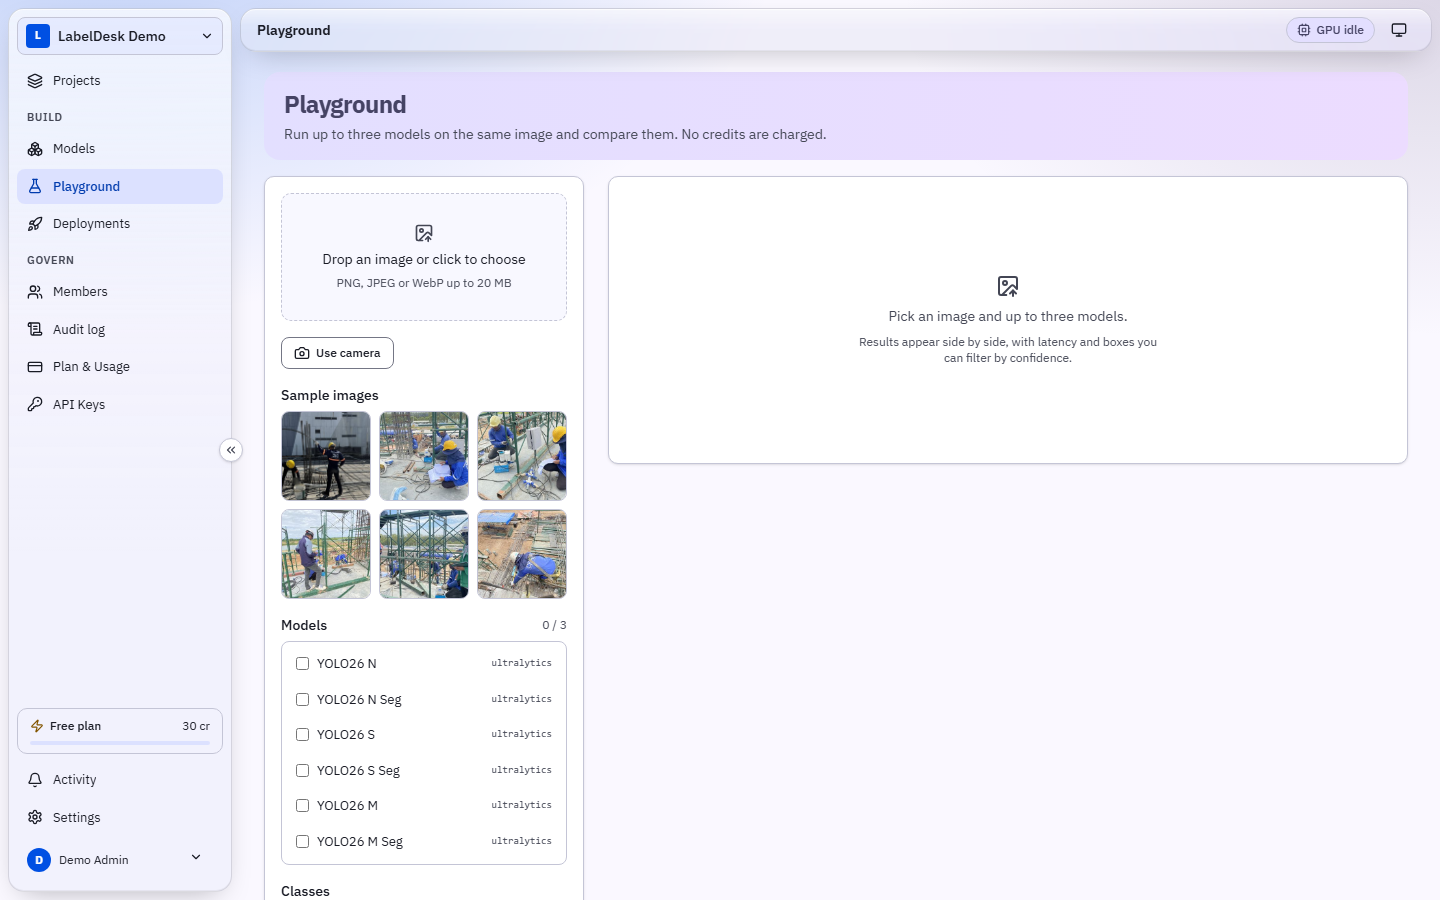 L LabelDesk Demo
Projects
BUILD
Models
Playground
Deployments
GOVERN
Members
Audit log
Plan & Usage
API Keys
Free plan 30 cr
Activity
Settings
D Demo Admin
Playground
GPU idle
Playground
Run up to three models on the same image and compare them. No credits are charged.
Drop an image or click to choose
PNG, JPEG or WebP up to 20 MB
Use camera
Sample images
Models 0 / 3
YOLO26 N ultralytics
YOLO26 N Seg ultralytics
YOLO26 S ultralytics
YOLO26 S Seg ultralytics
YOLO26 M ultralytics
YOLO26 M Seg ultralytics
Classes
Pick an image and up to three models.
Results appear side by side, with latency and boxes you
can filter by confidence.